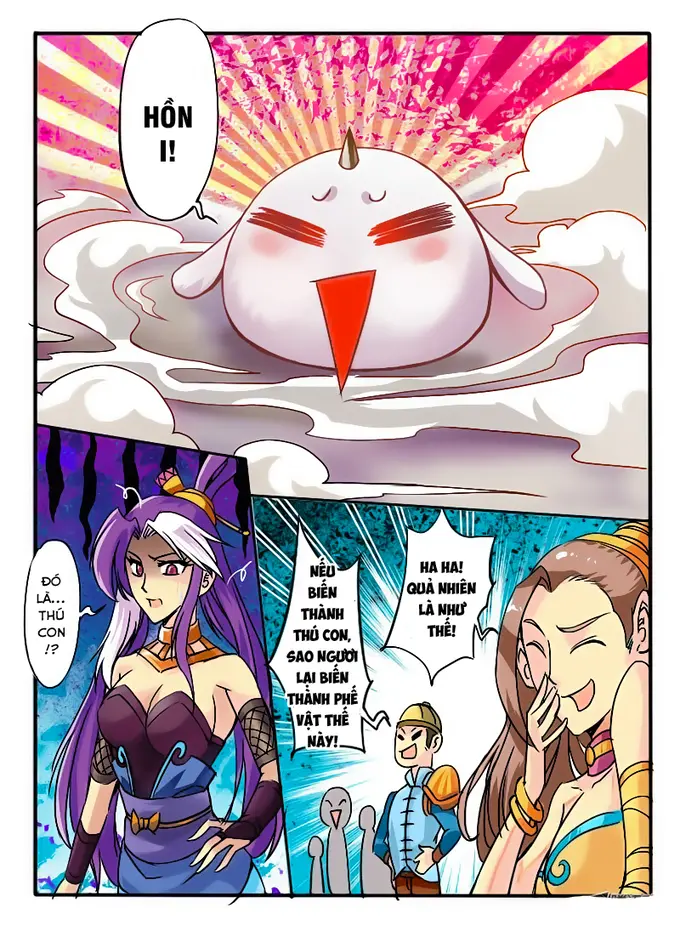 HỒN
I!
ĐÓ
LÀ...
THÚ
CON
!?
NẾU
BIẾN
THÀNH
THÚ CON,
SAO NGƯƠI
LẠI BIẾN
THÀNH PHẾ
VẬT THẾ
NÀY!
HA HA!
QUẢ NHIÊN
LÀ NHƯ
THẾ!